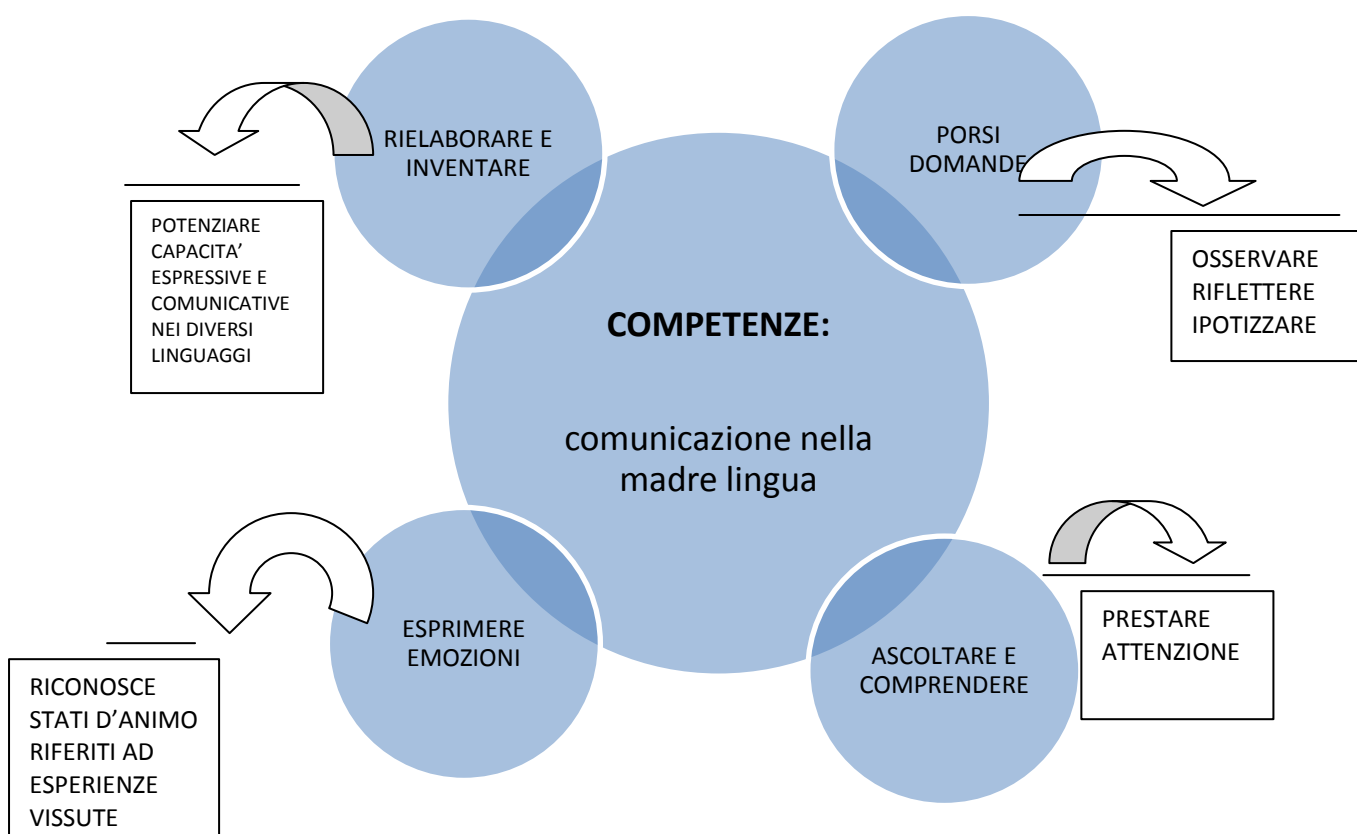 RIELABORARE E
INVENTARE
POTENZIARE
CAPACITA’
ESPRESSIVE E
COMUNICATIVE
NEI DIVERSI
LINGUAGGI
PORSI
DOMANDE
OSSERVARE
RIFLETTERE
IPOTIZZARE
COMPETENZE:
comunicazione nella
madre lingua
ESPRIMERE
EMOZIONI
RICONOSCE
STATI D’ANIMO
RIFERITI AD
ESPERIENZE
VISSUTE
ASCOLTARE E
COMPRENDERE
PRESTARE
ATTENZIONE